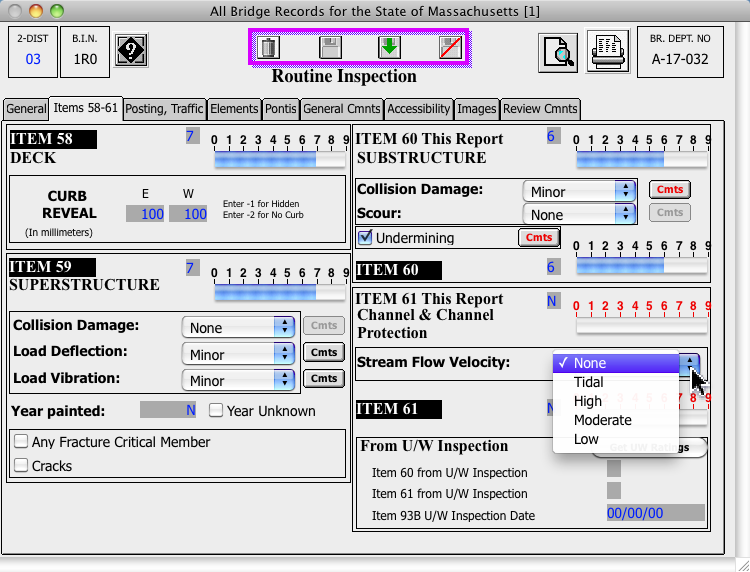 All Bridge Records for the State of Massachusetts [1]
2-DIST
03
B.I.N.
1R0
?
BR. DEPT. NO
A-17-032
Routine Inspection
General Items 58-61 Posting, Traffic Elements Pontis General Cmnts Accessibility Images Review Cmnts
ITEM 58
DECK
7
0 1 2 3 4 5 6 7 8 9
CURB
REVEAL
(In millimeters)
E W
100 100
Enter -1 for Hidden
Enter -2 for No Curb
ITEM 59
SUPERSTRUCTURE
7
0 1 2 3 4 5 6 7 8 9
Collision Damage: None Cmts
Load Deflection: Minor Cmts
Load Vibration: Minor Cmts
Year painted: N Year Unknown
Any Fracture Critical Member
Cracks
ITEM 60 This Report
SUBSTRUCTURE
6
0 1 2 3 4 5 6 7 8 9
Collision Damage: Minor Cmts
Scour: None Cmts
Undermining Cmts
ITEM 60
6
0 1 2 3 4 5 6 7 8 9
ITEM 61 This Report
Channel & Channel
Protection
N
0 1 2 3 4 5 6 7 8 9
Stream Flow Velocity:
✓ None
Tidal
High
Moderate
Low
ITEM 61
8 9
From U/W Inspection
Item 60 from U/W Inspection
Item 61 from U/W Inspection
Item 93B U/W Inspection Date 00/00/00